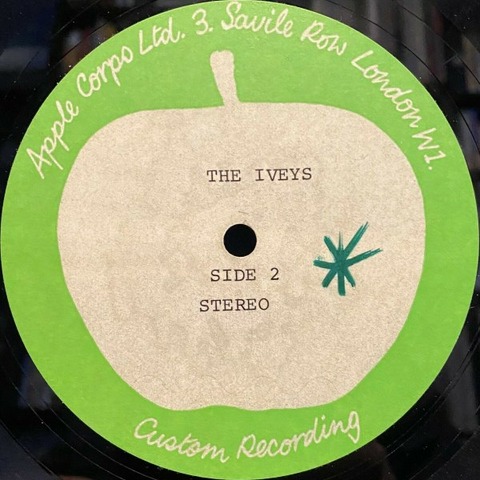 Apple Corps Ltd. 3. Savile Row London W1.
THE IVEYS
SIDE 2
STEREO
Custom Recording